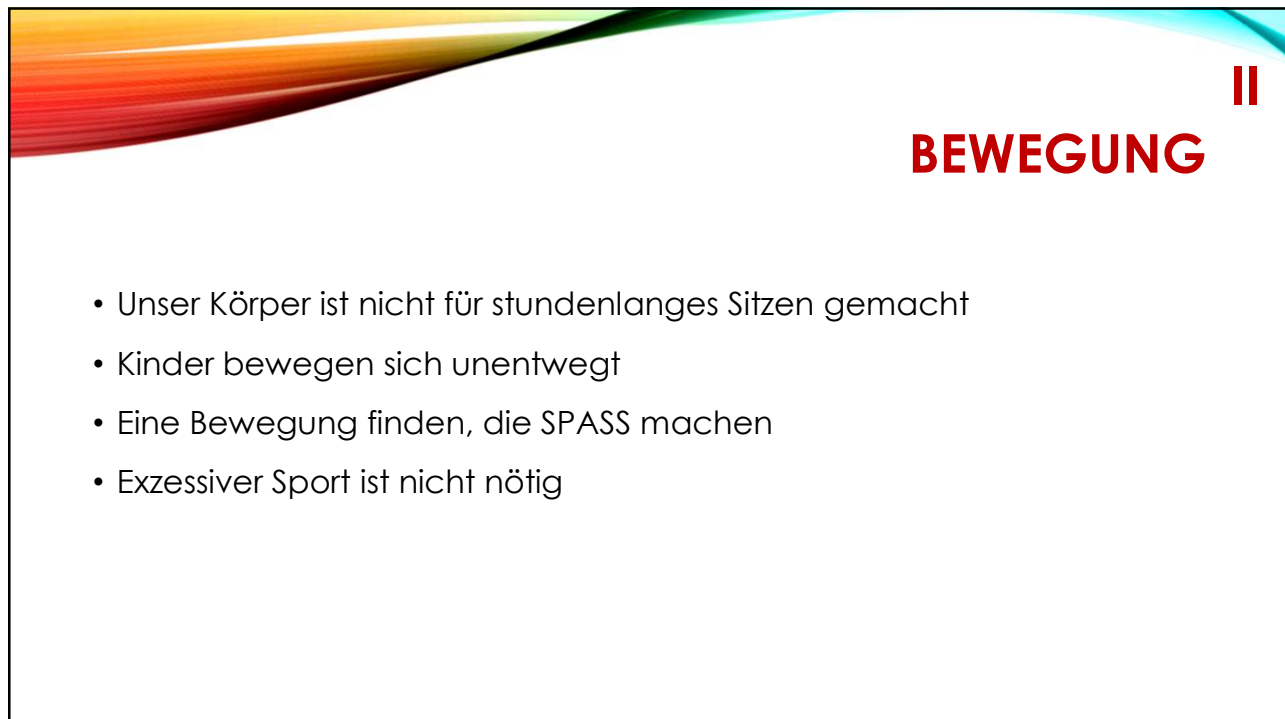 II
BEWEGUNG
• Unser Körper ist nicht für stundenlanges Sitzen gemacht
• Kinder bewegen sich unentwegt
• Eine Bewegung finden, die SPASS machen
• Exzessiver Sport ist nicht nötig